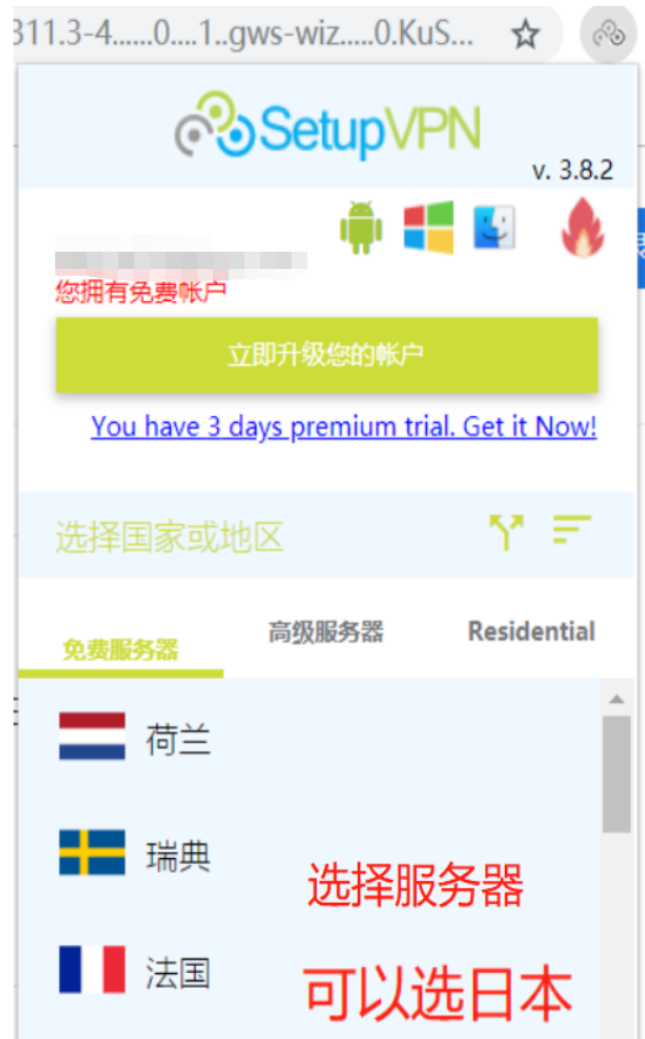 311.3-4......0....1..gws-wiz.....0.KuS...
SetupVPN
v. 3.8.2
您拥有免费帐户
立即升级您的帐户
You have 3 days premium trial. Get it Now!
选择国家或地区
免费服务器 高级服务器 Residential
荷兰
瑞典
选择服务器
法国
可以选日本